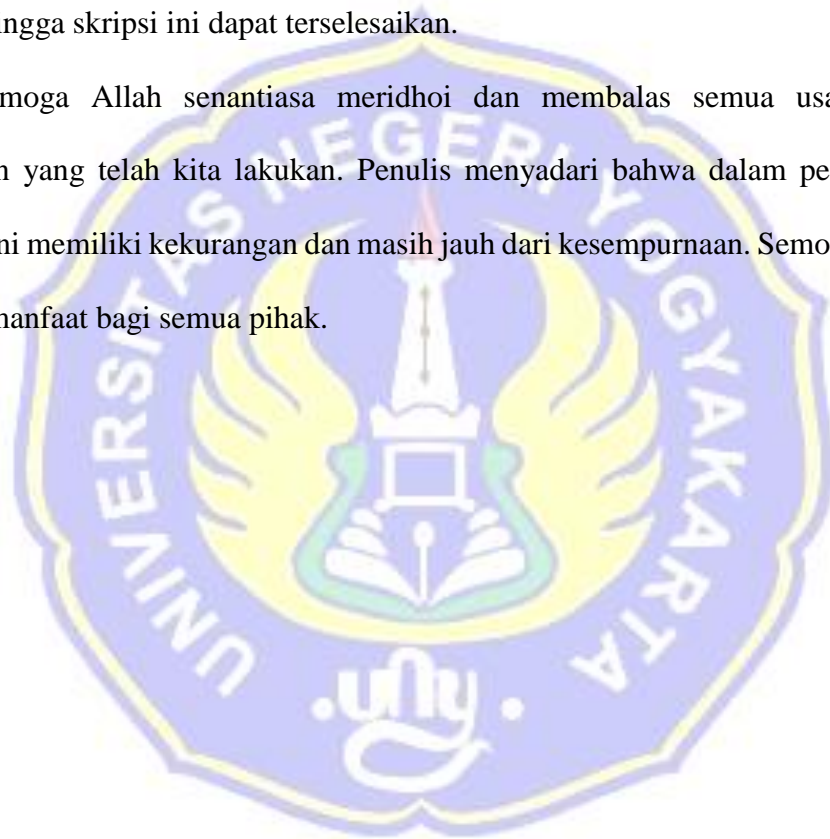 ingga skripsi ini dapat terselesaikan.
moga Allah senantiasa meridhoi dan membalas semua usa
n yang telah kita lakukan. Penulis menyadari bahwa dalam pe
ni memiliki kekurangan dan masih jauh dari kesempurnaan. Semo
manfaat bagi semua pihak.
UNIVERSITAS NEGERI YOGYAKARTA
uny